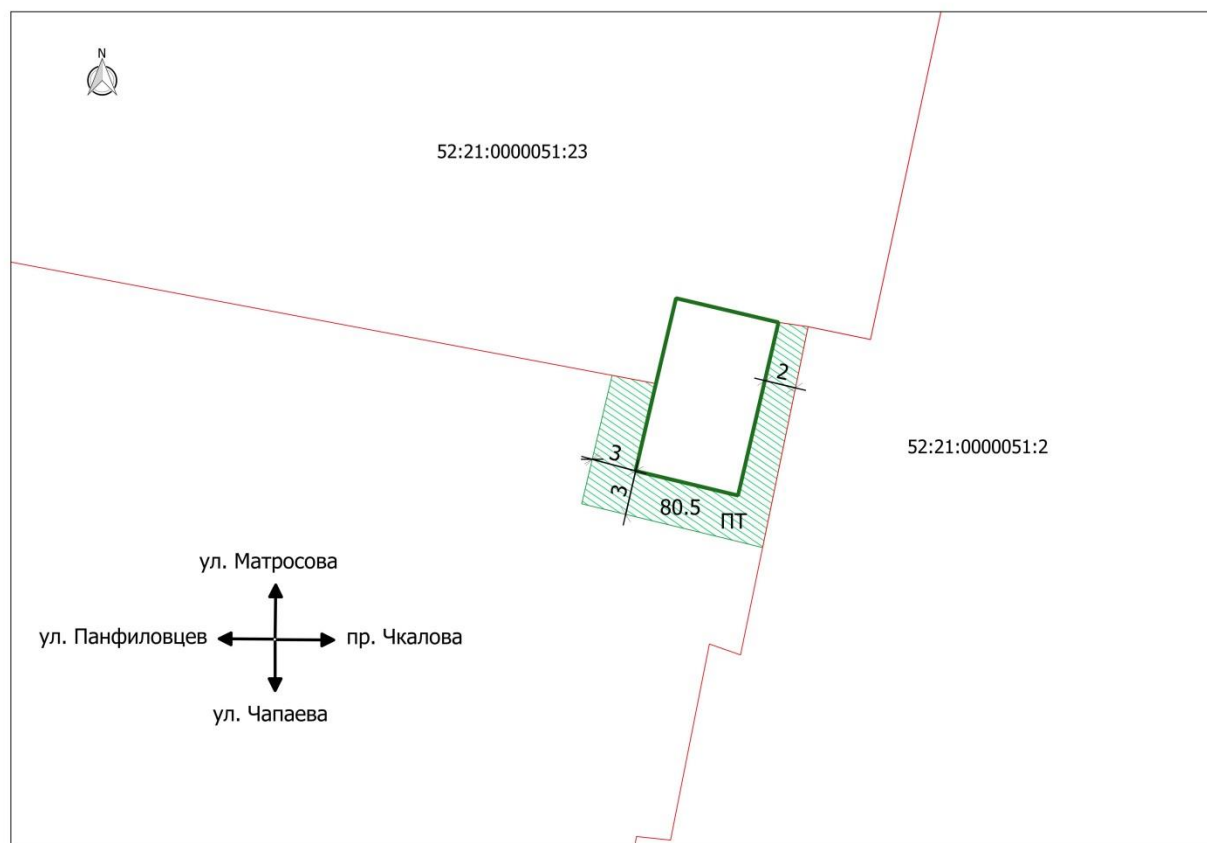 N
52:21:0000051:23
2
52:21:0000051:2
3
3
80.5
ПТ
ул. Матросова
ул. Панфиловцев
пр. Чкалова
ул. Чапаева